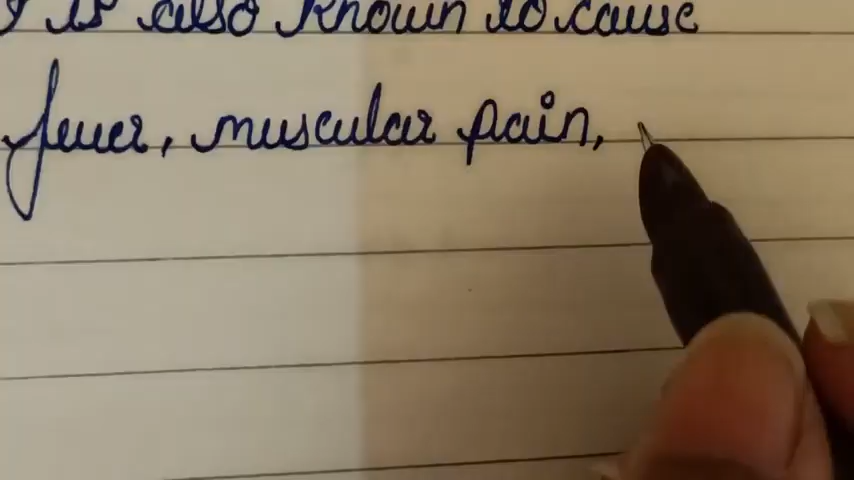 is also known to cause
fever, muscular pain,